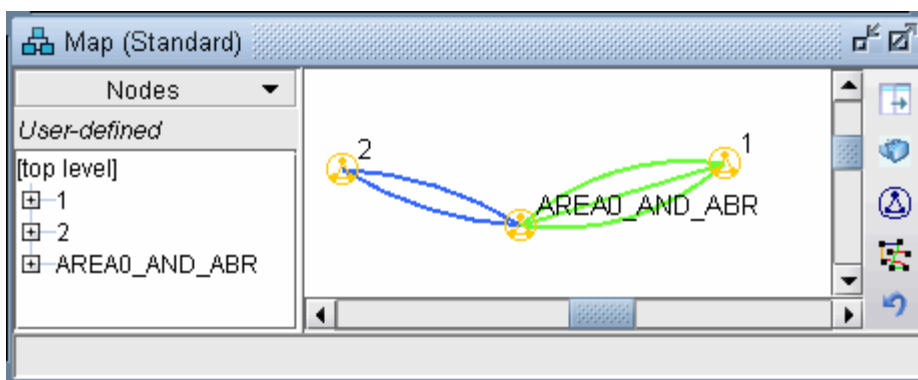 Map (Standard)
Nodes
User-defined
[top level]
1
2
AREA0_AND_ABR
2
1
AREA0_AND_ABR